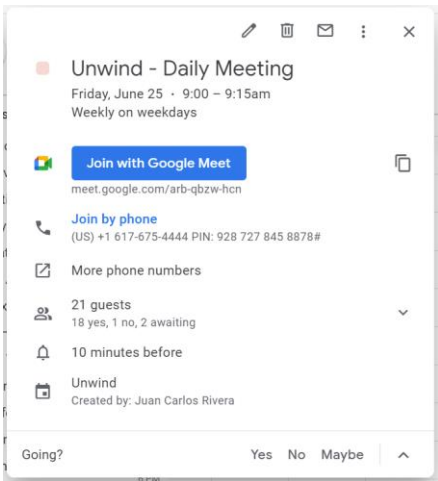 Unwind - Daily Meeting
Friday, June 25 · 9:00 – 9:15am
Weekly on weekdays
Join with Google Meet
meet.google.com/arb-qbzw-hcn
Join by phone
(US) +1 617-675-4444 PIN: 928 727 845 8878#
More phone numbers
21 guests
18 yes, 1 no, 2 awaiting
10 minutes before
Unwind
Created by: Juan Carlos Rivera
Going? Yes No Maybe